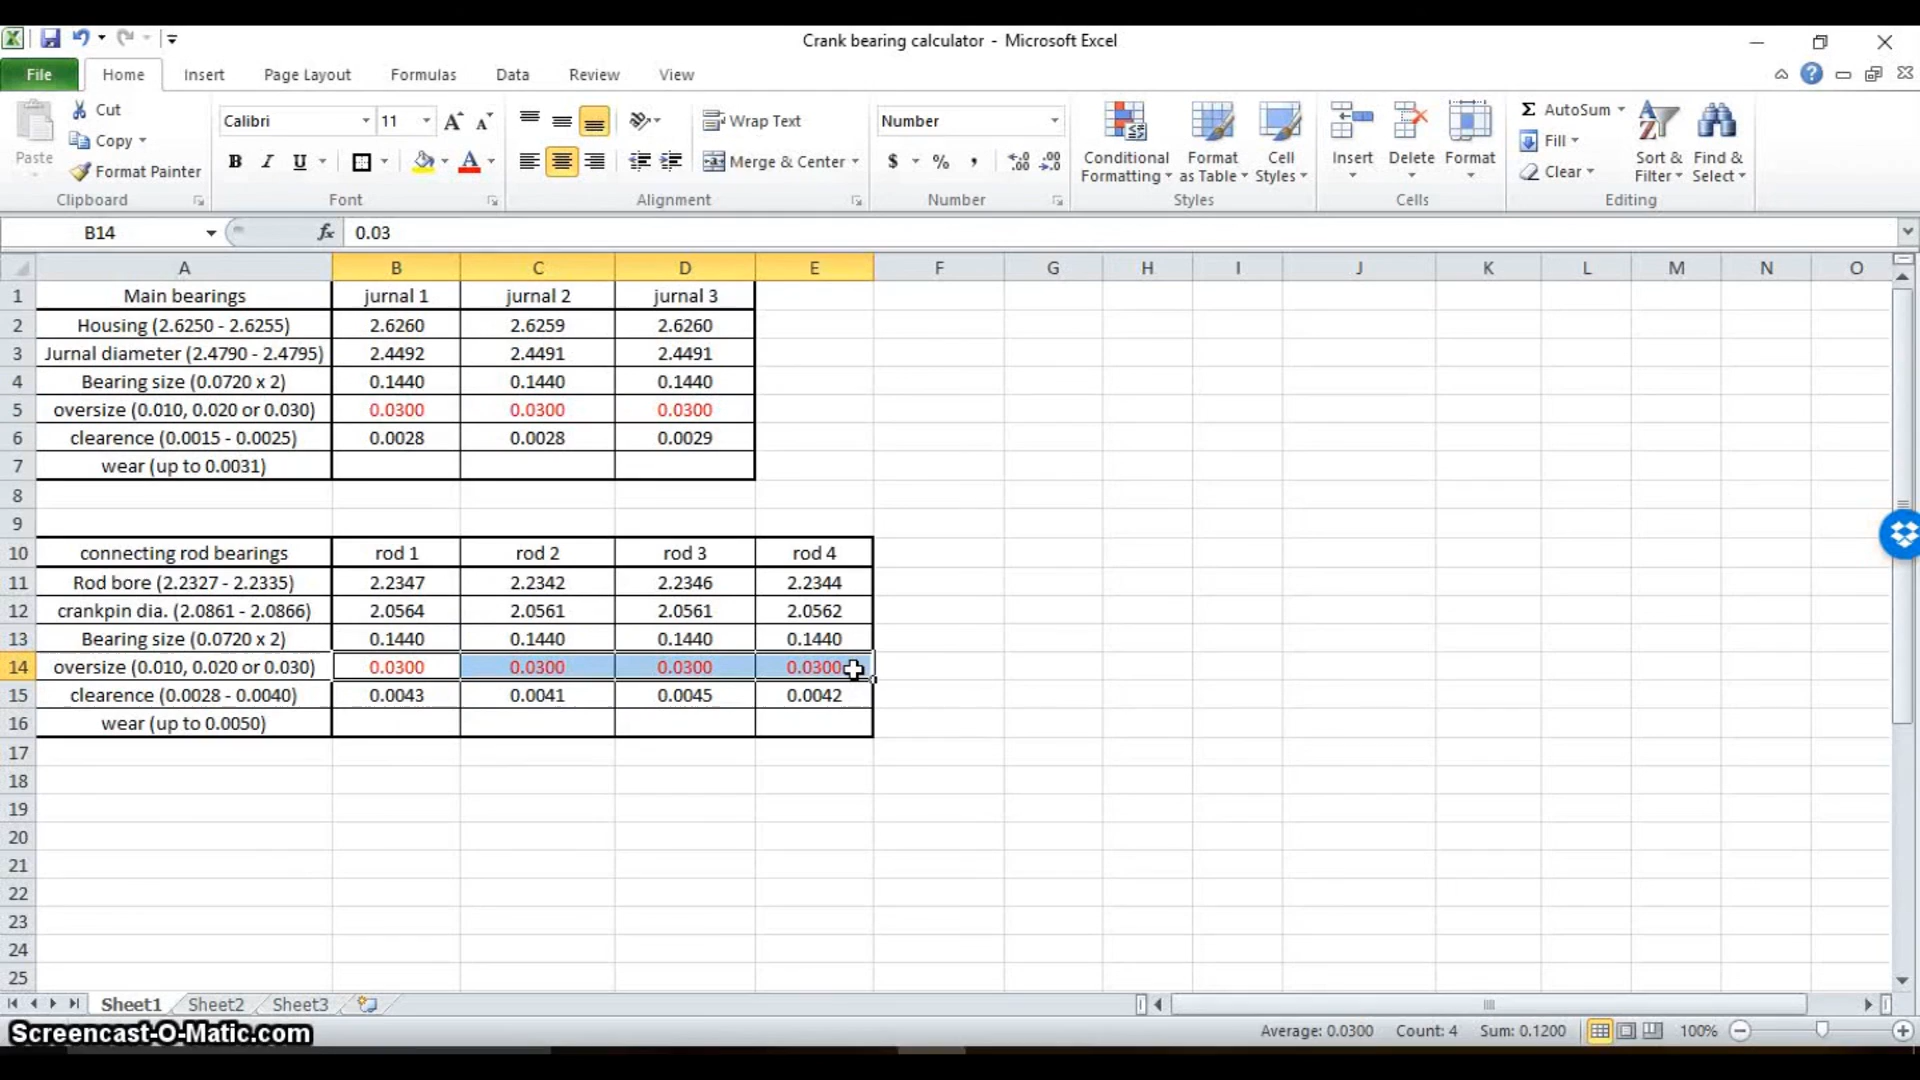 Crank bearing calculator - Microsoft Excel
File Home Insert Page Layout Formulas Data Review View
Paste Cut Copy Format Painter
Calibri 11
Wrap Text Merge & Center
Number
Conditional Formatting Format as Table Cell Styles
Insert Delete Format
AutoSum Fill Clear
Sort & Filter Find & Select
Clipboard Font Alignment Number Styles Cells Editing
B14 fx 0.03
A B C D E F G H I J K L M N O
1 Main bearings jurnal 1 jurnal 2 jurnal 3
2 Housing (2.6250 - 2.6255) 2.6260 2.6259 2.6260
3 Jurnal diameter (2.4790 - 2.4795) 2.4492 2.4491 2.4491
4 Bearing size (0.0720 x 2) 0.1440 0.1440 0.1440
5 oversize (0.010, 0.020 or 0.030) 0.0300 0.0300 0.0300
6 clearence (0.0015 - 0.0025) 0.0028 0.0028 0.0029
7 wear (up to 0.0031)
8
9
10 connecting rod bearings rod 1 rod 2 rod 3 rod 4
11 Rod bore (2.2327 - 2.2335) 2.2347 2.2342 2.2346 2.2344
12 crankpin dia. (2.0861 - 2.0866) 2.0564 2.0561 2.0561 2.0562
13 Bearing size (0.0720 x 2) 0.1440 0.1440 0.1440 0.1440
14 oversize (0.010, 0.020 or 0.030) 0.0300 0.0300 0.0300 0.0300
15 clearence (0.0028 - 0.0040) 0.0043 0.0041 0.0045 0.0042
16 wear (up to 0.0050)
17
18
19
20
21
22
23
24
25
Sheet1 Sheet2 Sheet3
Screencast-O-Matic.com
Average: 0.0300 Count: 4 Sum: 0.1200 100%